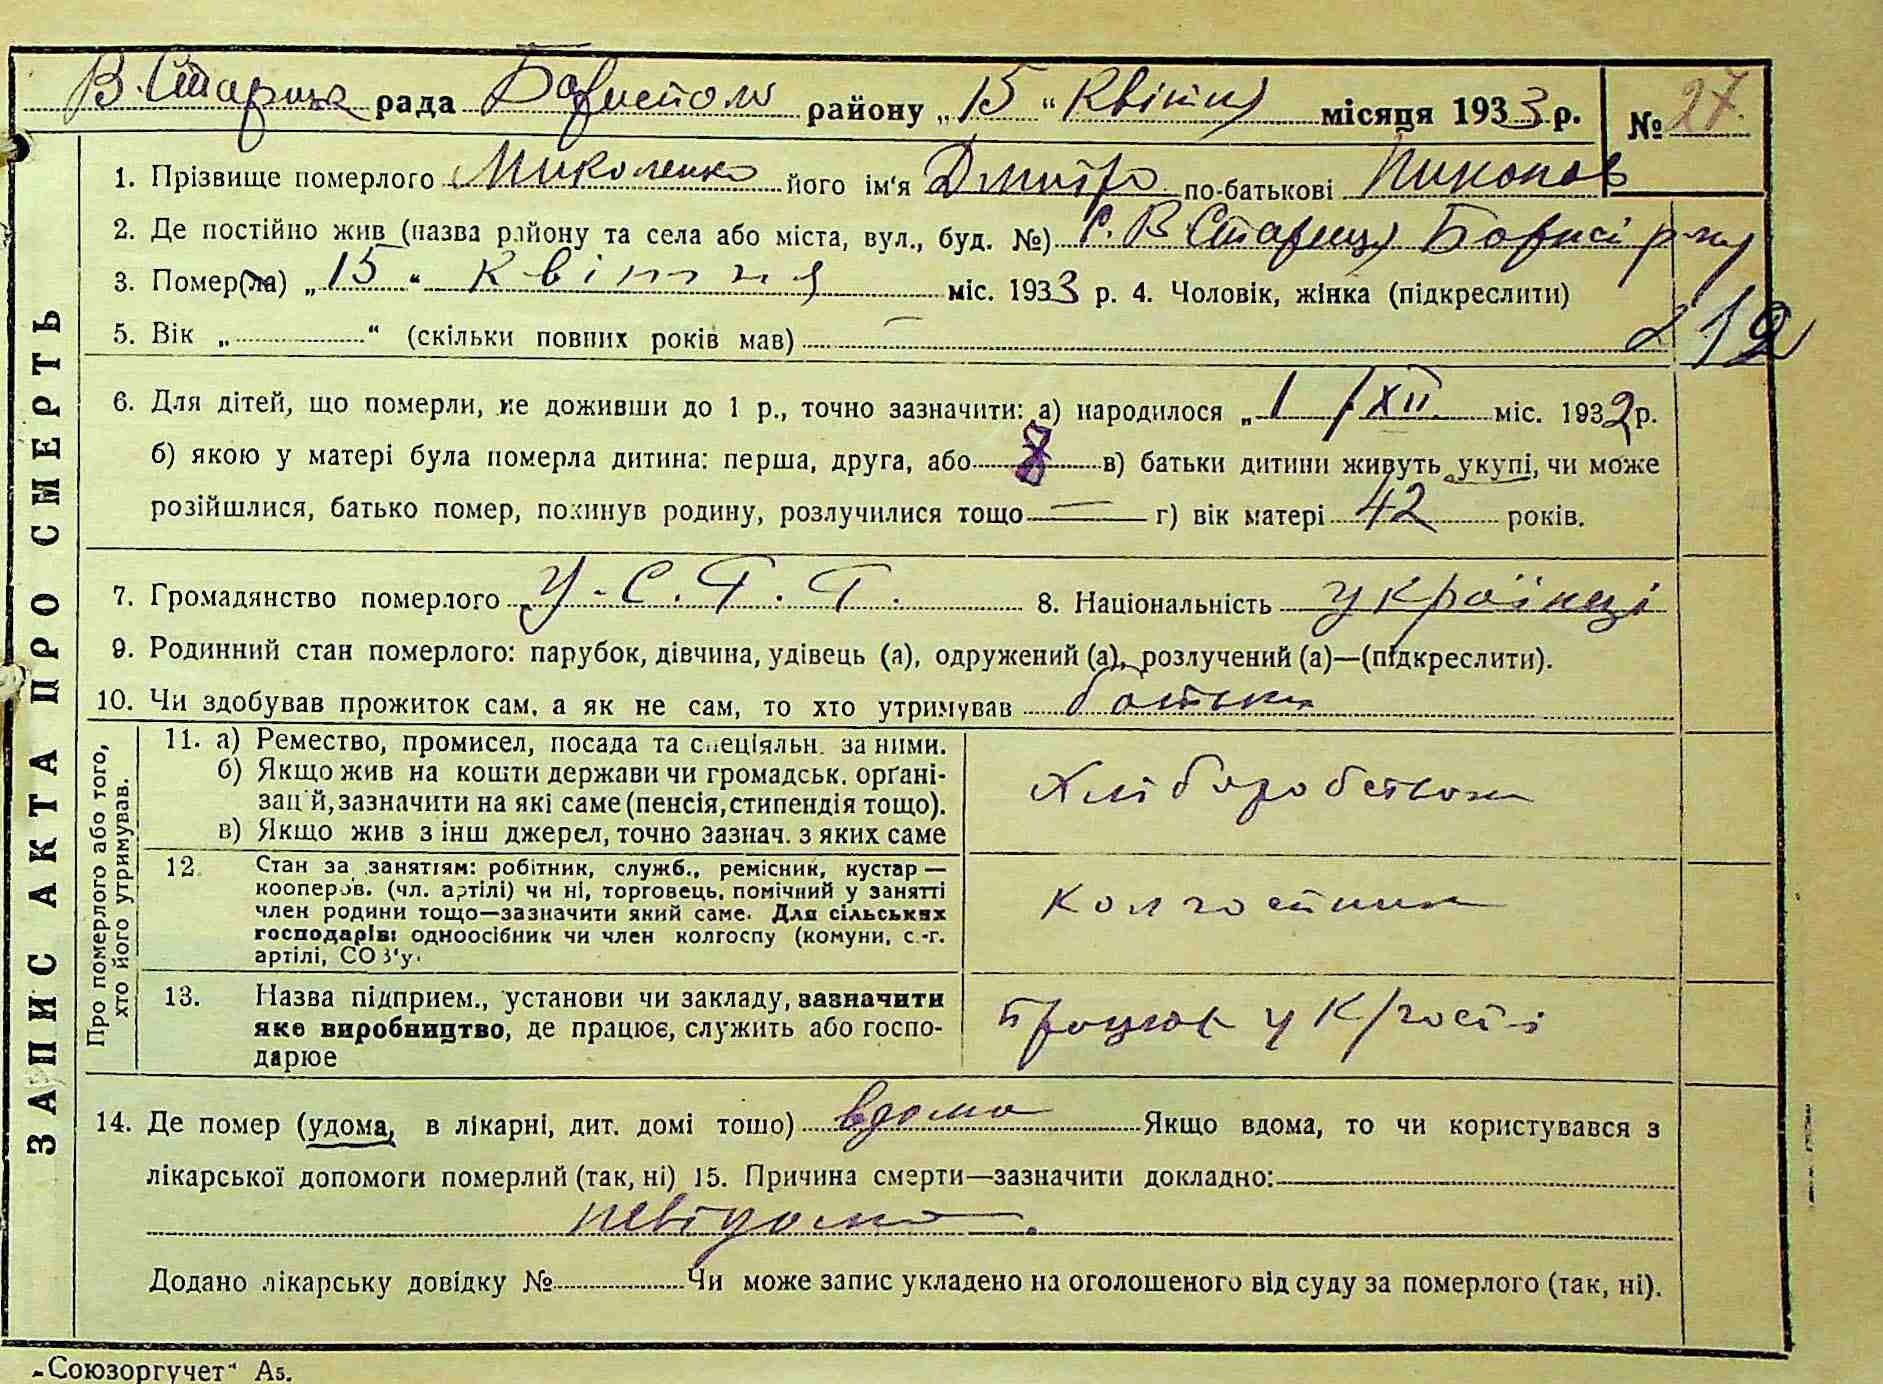 В. Стариця рада Бориспол району „15“ Квітня місяця 1933 р. № 27.
1. Прізвище померлого Миколенко його ім'я Дмитро по-батькові
2. Де постійно жив (назва району та села або міста, вул., буд. №) с. В. Стариця Борисп р-ну
3. Помер(ла) „15“ квітня міс. 1933 р. 4. Чоловік, жінка (підкреслити)
5. Вік „ “ (скільки повних років мав) —
6. Для дітей, що померли, не доживши до 1 р., точно зазначити: а) народилося „1 / XII. міс. 1932 р.
б) якою у матері була померла дитина: перша, друга, або 8 в) батьки дитини живуть укупі, чи може
розійшлися, батько помер, покинув родину, розлучилися тощо — г) вік матері 42 років.
7. Громадянство померлого У.С.Р.Р. 8. Національність українці
9. Родинний стан померлого: парубок, дівчина, удівець (а), одружений (а), розлучений (а)—(підкреслити).
10. Чи здобував прожиток сам, а як не сам, то хто утримував батьки
ЗАПИС АКТА ПРО СМЕРТЬ
Про померлого або того, хто його утримував.
11. а) Ремество, промисел, посада та спеціяльн. за ними.
б) Якщо жив на кошти держави чи громадськ. орґані-
зацій, зазначити на які саме (пенсія, стипендія тощо).
в) Якщо жив з інш джерел, точно зазнач. з яких саме
Хліборобством
12. Стан за заняттям: робітник, служб., ремісник, кустар—
кооперов. (чл. артілі) чи ні, торговець, помічний у занятті
член родини тощо—зазначити який саме. Для сільських
господарів: одноосібник чи член колгоспу (комуни, с.-г.
артілі, СОЗ'у.
колгоспник
13. Назва підприєм., установи чи закладу, зазначити
яке виробництво, де працює, служить або госпо-
дарює
Працює у К/госпі
14. Де помер (удома, в лікарні, дит. домі тощо) вдома Якщо вдома, то чи користувався з
лікарської допомоги померлий (так, ні) 15. Причина смерти—зазначити докладно:
невідома.
Додано лікарську довідку № Чи може запис укладено на оголошеного від суду за померлого (так, ні).
„Союзоргучет“ А5.